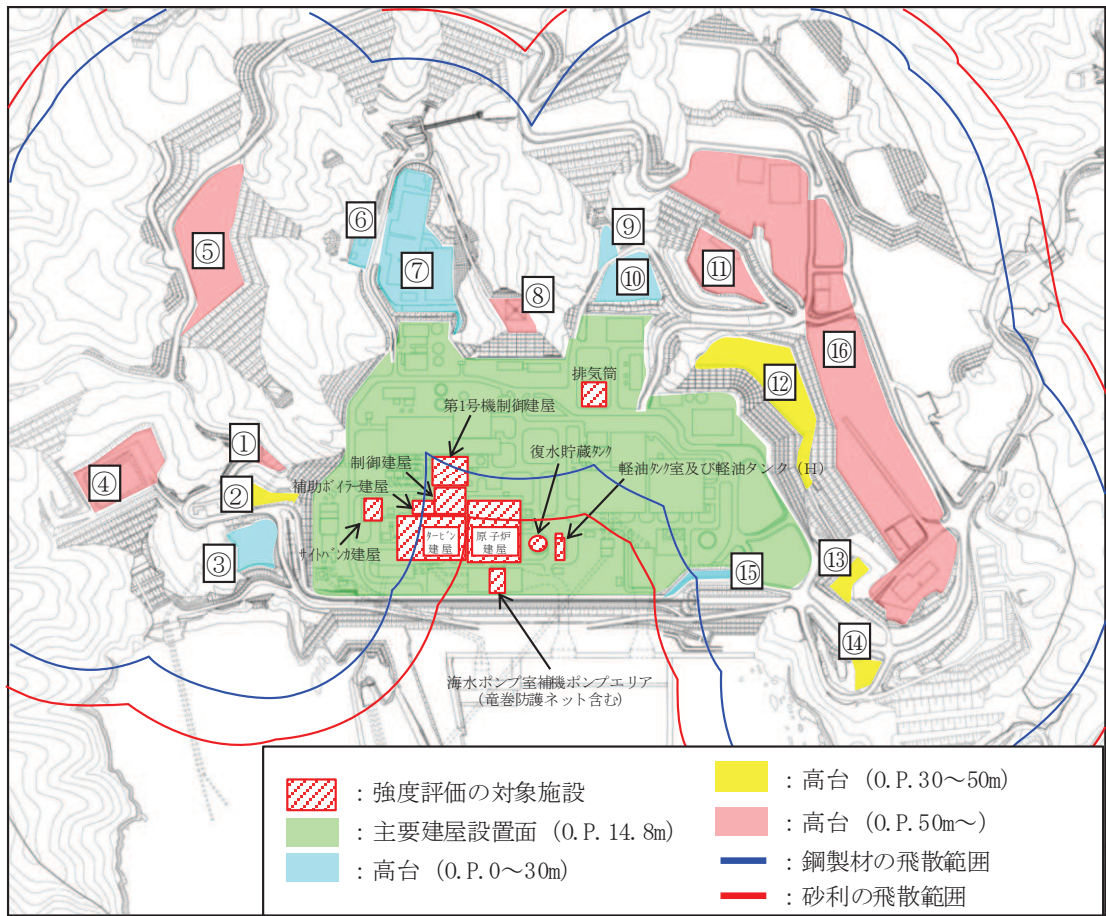 ⑤
⑥
⑦
⑧
⑨
⑩
⑪
⑯
⑫
排気筒
第1号機制御建屋
①
④
②
③
制御建屋
補助ボイラー建屋
サイトバンカ建屋
復水貯蔵タンク
軽油タンク室及び軽油タンク (H)
タービン
建屋
原子炉
建屋
⑮
⑬
⑭
海水ポンプ室補機ポンプエリア
(竜巻防護ネット含む)
:強度評価の対象施設
:主要建屋設置面 (O.P.14.8m)
:高台 (O.P.0~30m)
:高台 (O.P.30~50m)
:高台 (O.P.50m~)
:鋼製材の飛散範囲
:砂利の飛散範囲